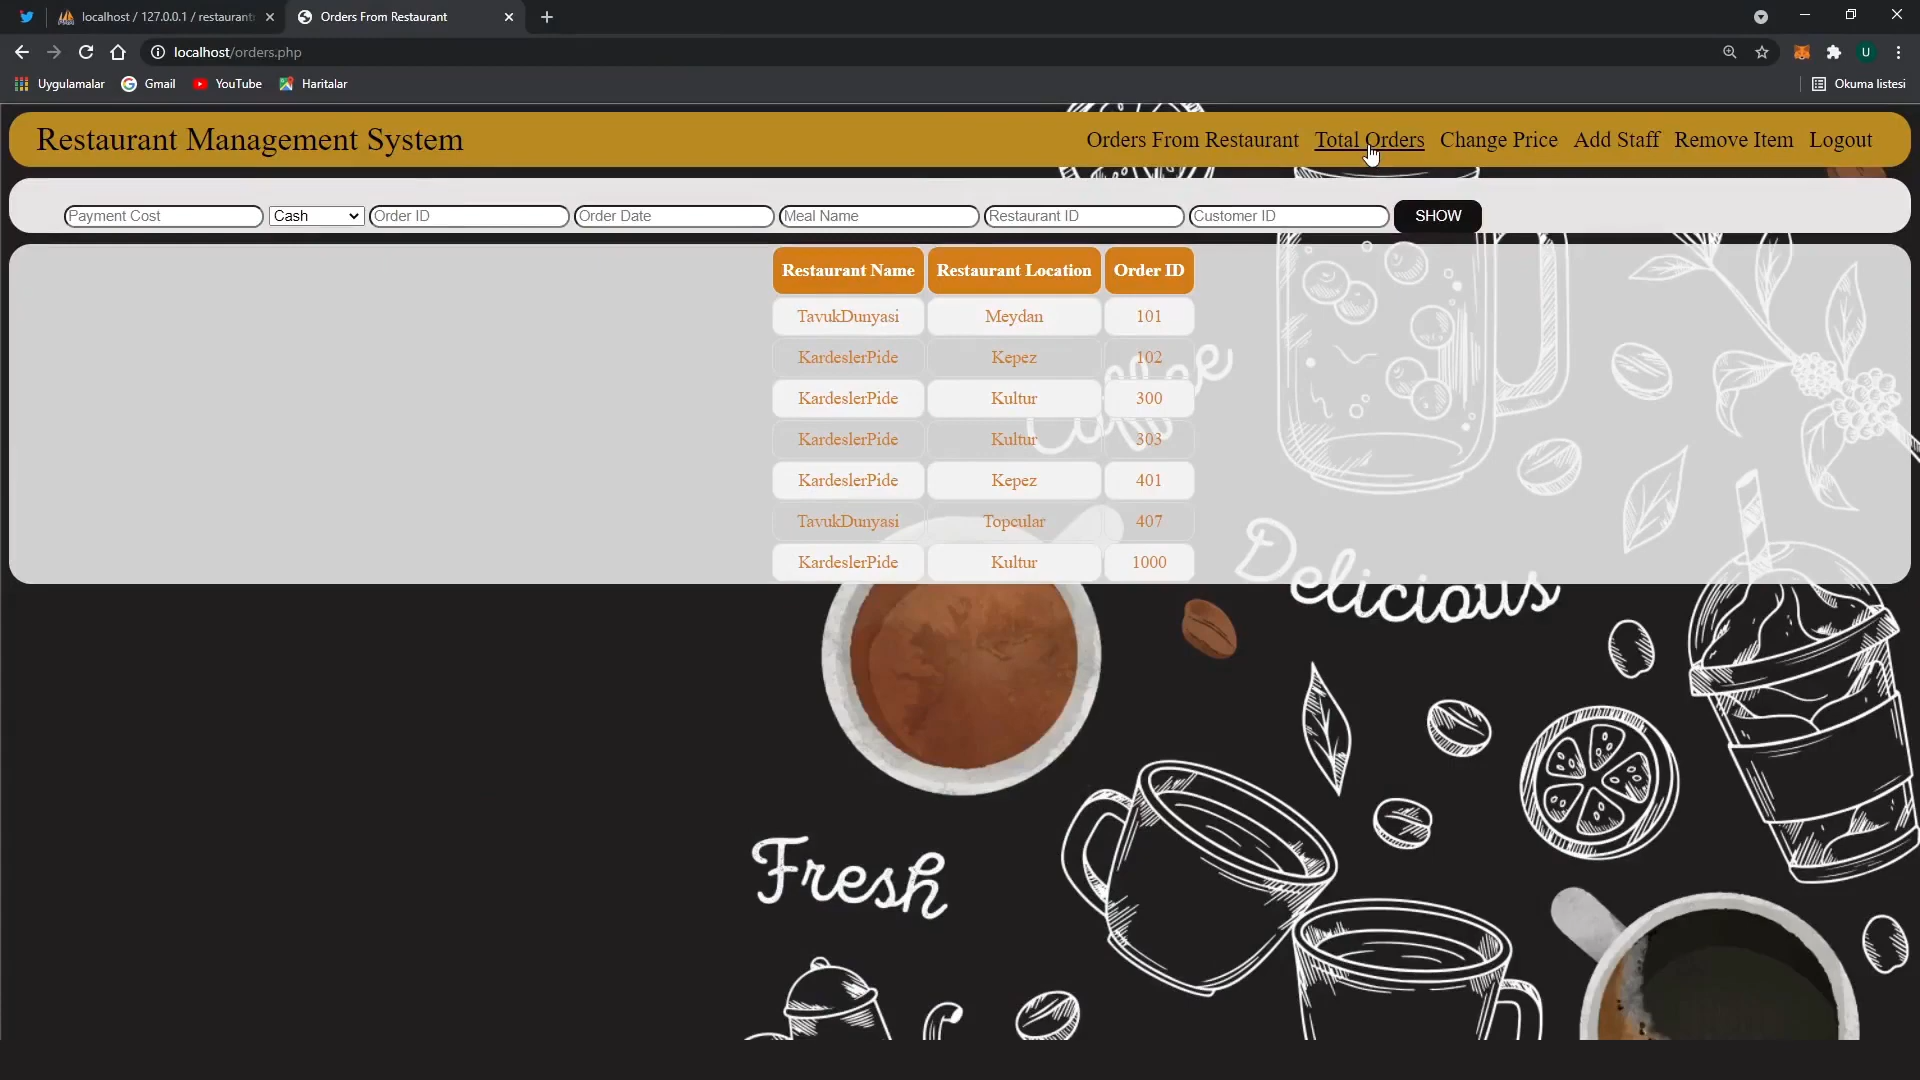 localhost / 127.0.0.1 / restaurant
Orders From Restaurant
localhost/orders.php
U
Uygulamalar
Gmail
YouTube
Haritalar
Okuma listesi
Restaurant Management System
Orders From Restaurant Total Orders Change Price Add Staff Remove Item Logout
Payment Cost Cash Order ID Order Date Meal Name Restaurant ID Customer ID SHOW
Restaurant Name Restaurant Location Order ID
TavukDunyasi Meydan 101
KardeslerPide Kepez 102
KardeslerPide Kultur 300
KardeslerPide Kultur 303
KardeslerPide Kepez 401
TavukDunyasi Topcular 407
KardeslerPide Kultur 1000
Coffee
Delicious
Fresh